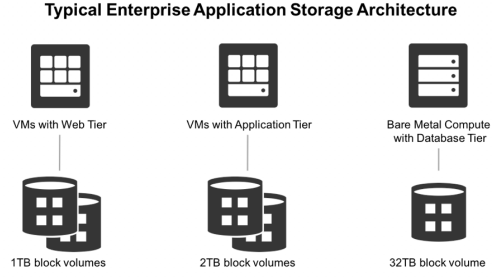 Typical Enterprise Application Storage Architecture
VMs with Web Tier
VMs with Application Tier
Bare Metal Compute
with Database Tier
1TB block volumes
2TB block volumes
32TB block volume